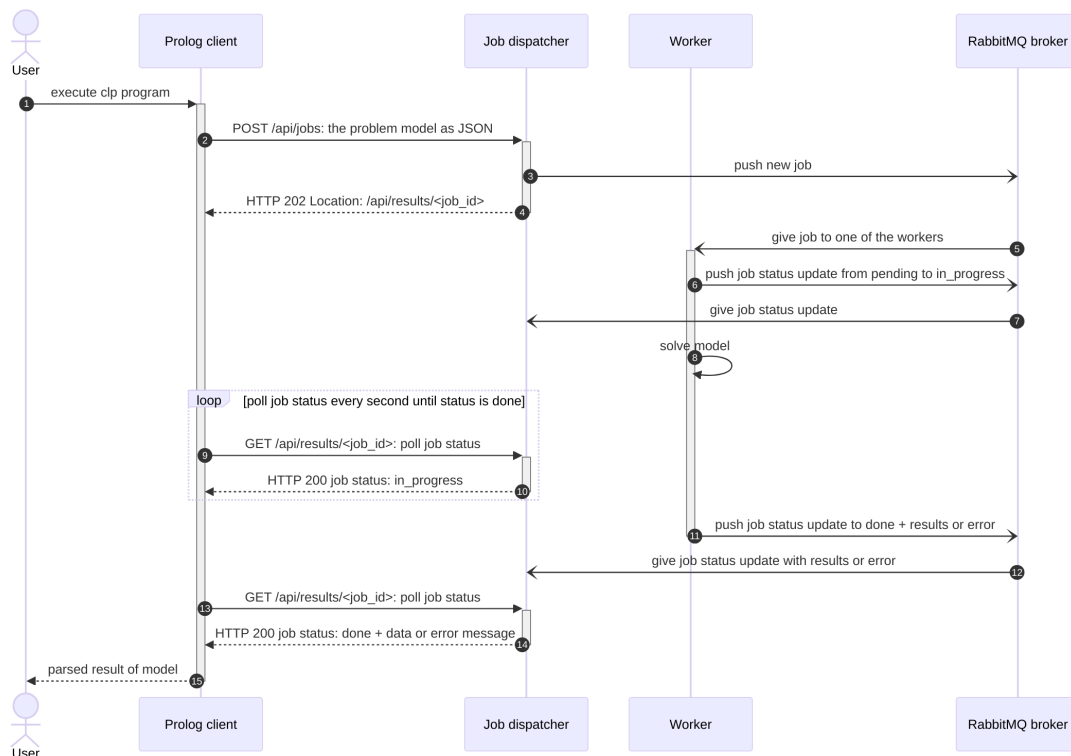 Prolog client
Job dispatcher
Worker
RabbitMQ broker
User
1
execute clp program
2
POST /api/jobs: the problem model as JSON
3
push new job
HTTP 202 Location: /api/results/<job_id>
4
give job to one of the workers
5
6
push job status update from pending to in_progress
give job status update
7
solve model
8
loop
[poll job status every second until status is done]
9
GET /api/results/<job_id>: poll job status
HTTP 200 job status: in_progress
10
11
push job status update to done + results or error
give job status update with results or error
12
13
GET /api/results/<job_id>: poll job status
HTTP 200 job status: done + data or error message
14
parsed result of model
15
Prolog client
Job dispatcher
Worker
RabbitMQ broker
User